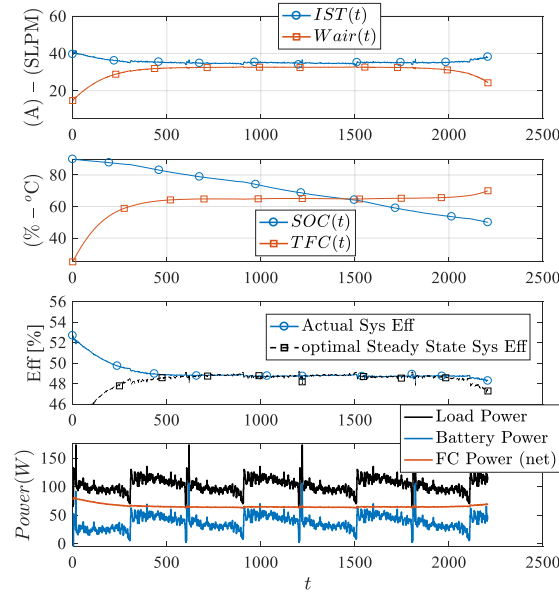 60
40
20
(A) − (SLPM)
IST(t)
Wair(t)
0 500 1000 1500 2000 2500
80
60
40
(% − °C)
SOC(t)
TFC(t)
0 500 1000 1500 2000 2500
56
54
52
50
48
46
Eff [%]
Actual Sys Eff
optimal Steady State Sys Eff
0 500 1000 1500 2000 2500
Load Power
Battery Power
FC Power (net)
150
100
50
0
Power(W)
0 500 1000 1500 2000 2500
t